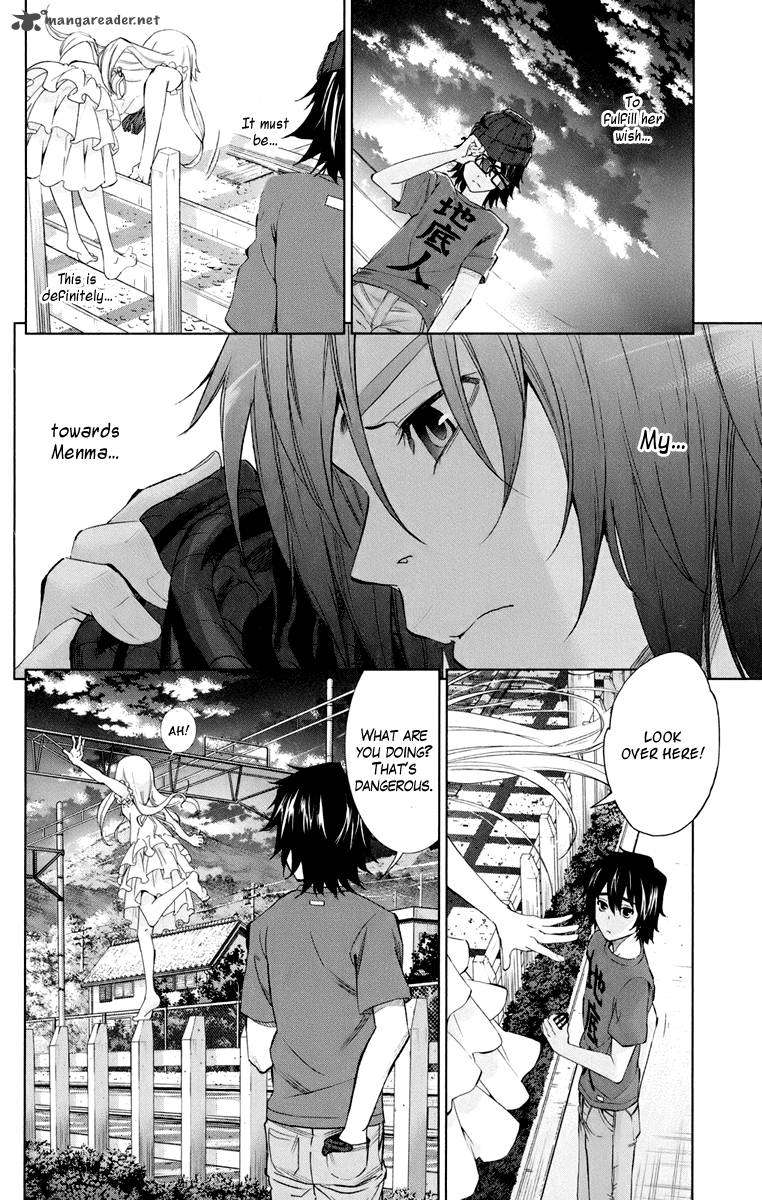 mangareader.net
To
fulfill her
wish...
地底人
It must
be...
This is
definitely...
My...
towards
Menma...
LOOK
OVER HERE!
地底
WHAT ARE
YOU DOING?
THAT'S
DANGEROUS.
AH!